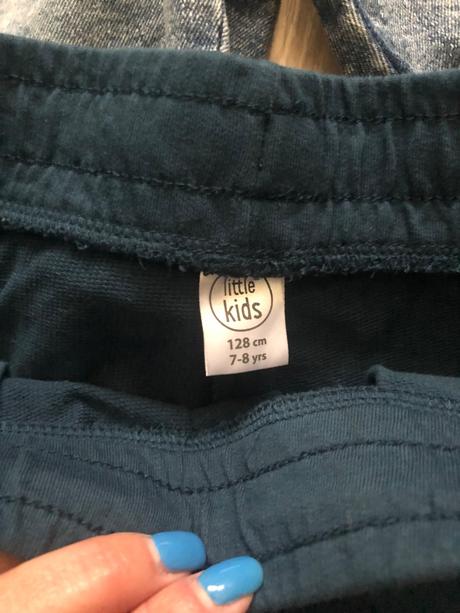 little
kids
128 cm
7-8 yrs